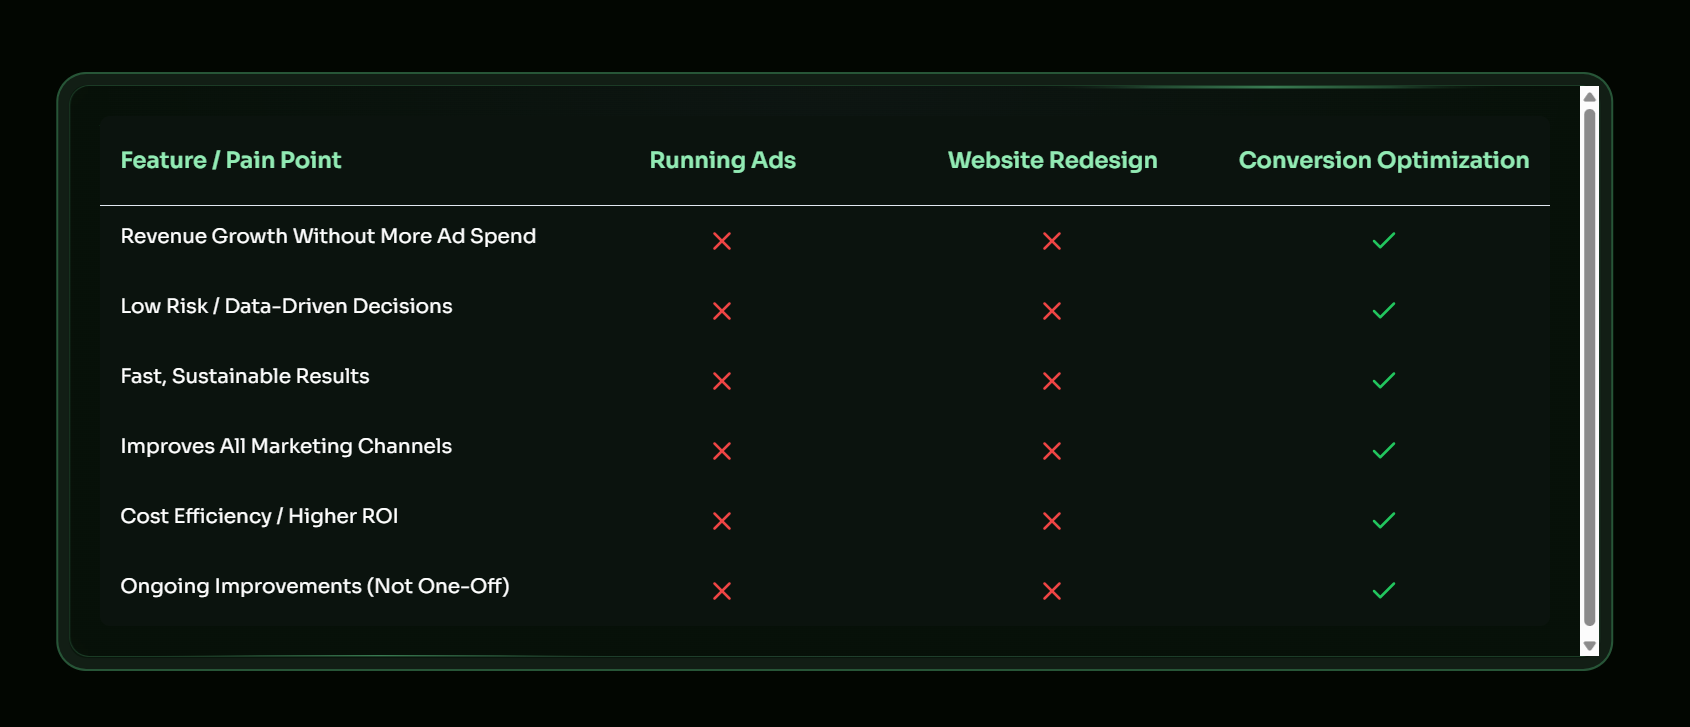 Feature / Pain Point Running Ads Website Redesign Conversion Optimization
Revenue Growth Without More Ad Spend
Low Risk / Data-Driven Decisions
Fast, Sustainable Results
Improves All Marketing Channels
Cost Efficiency / Higher ROI
Ongoing Improvements (Not One-Off)